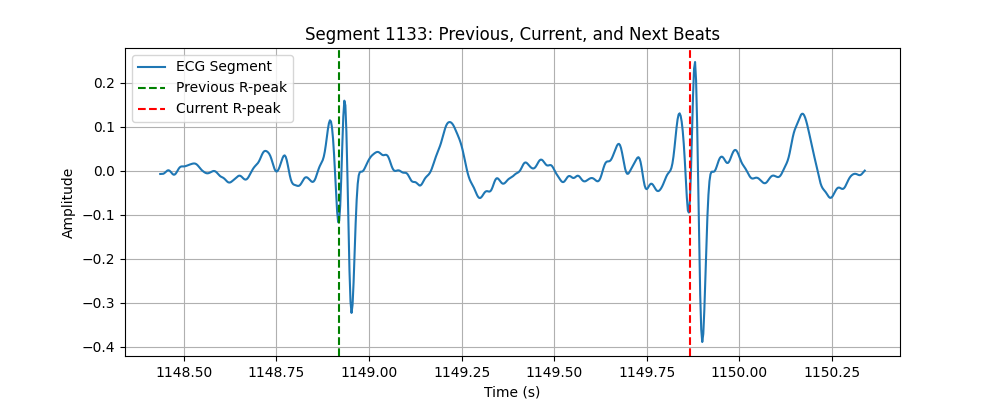 Segment 1133: Previous, Current, and Next Beats
ECG Segment
Previous R-peak
Current R-peak
0.2
0.1
0.0
−0.1
−0.2
−0.3
−0.4
Amplitude
1148.50 1148.75 1149.00 1149.25 1149.50 1149.75 1150.00 1150.25
Time (s)